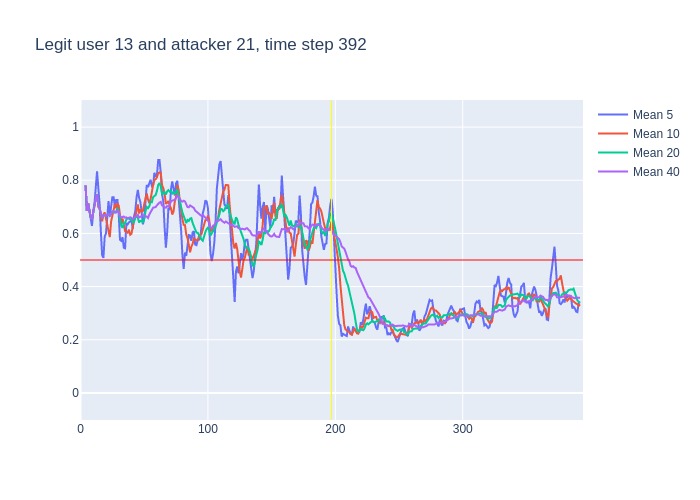 Legit user 13 and attacker 21, time step 392
Mean 5
Mean 10
Mean 20
Mean 40
1
0.8
0.6
0.4
0.2
0
0 100 200 300